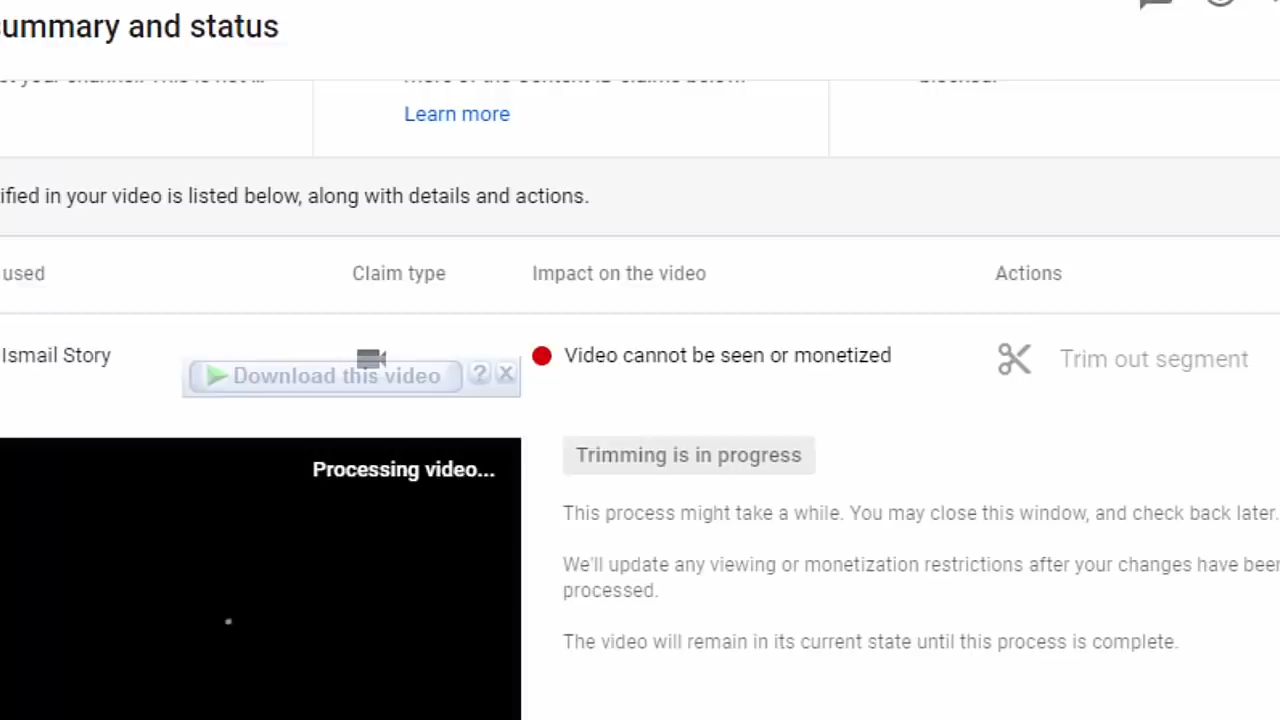 summary and status
Learn more
ified in your video is listed below, along with details and actions.
used
Claim type
Impact on the video
Actions
Ismail Story
Download this video
?
X
Video cannot be seen or monetized
Trim out segment
Processing video...
Trimming is in progress
This process might take a while. You may close this window, and check back later.
We'll update any viewing or monetization restrictions after your changes have been
processed.
The video will remain in its current state until this process is complete.